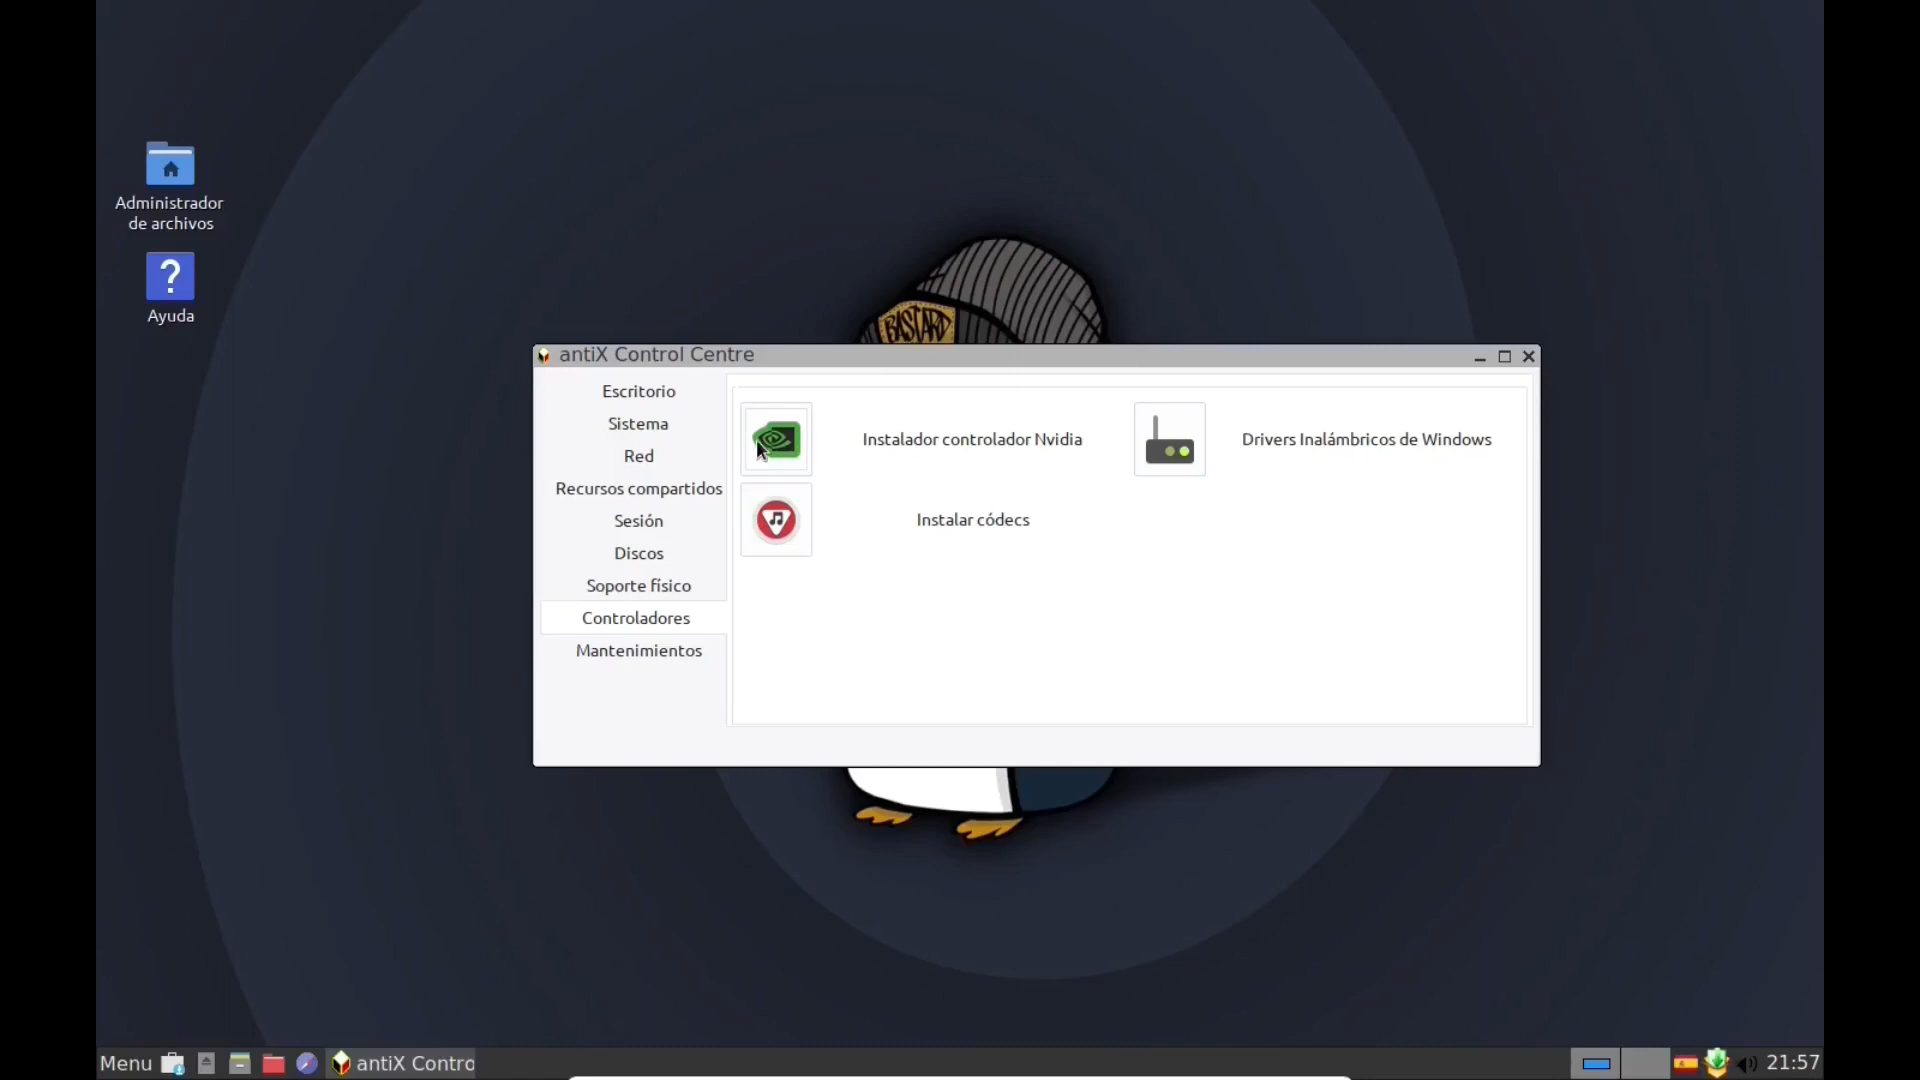 Administrador
de archivos
?
Ayuda
BASTARD
antiX Control Centre
Escritorio
Sistema
Red
Recursos compartidos
Sesión
Discos
Soporte físico
Controladores
Mantenimientos
Instalador controlador Nvidia
Drivers Inalámbricos de Windows
Instalar códecs
Menu
antiX Contro
21:57